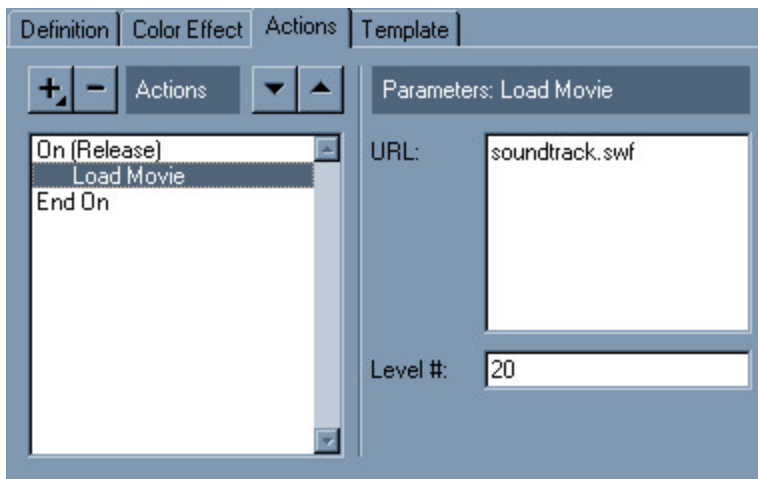 Definition Color Effect Actions Template
Actions
On (Release)
Load Movie
End On
Parameters: Load Movie
URL: soundtrack.swf
Level #: 20